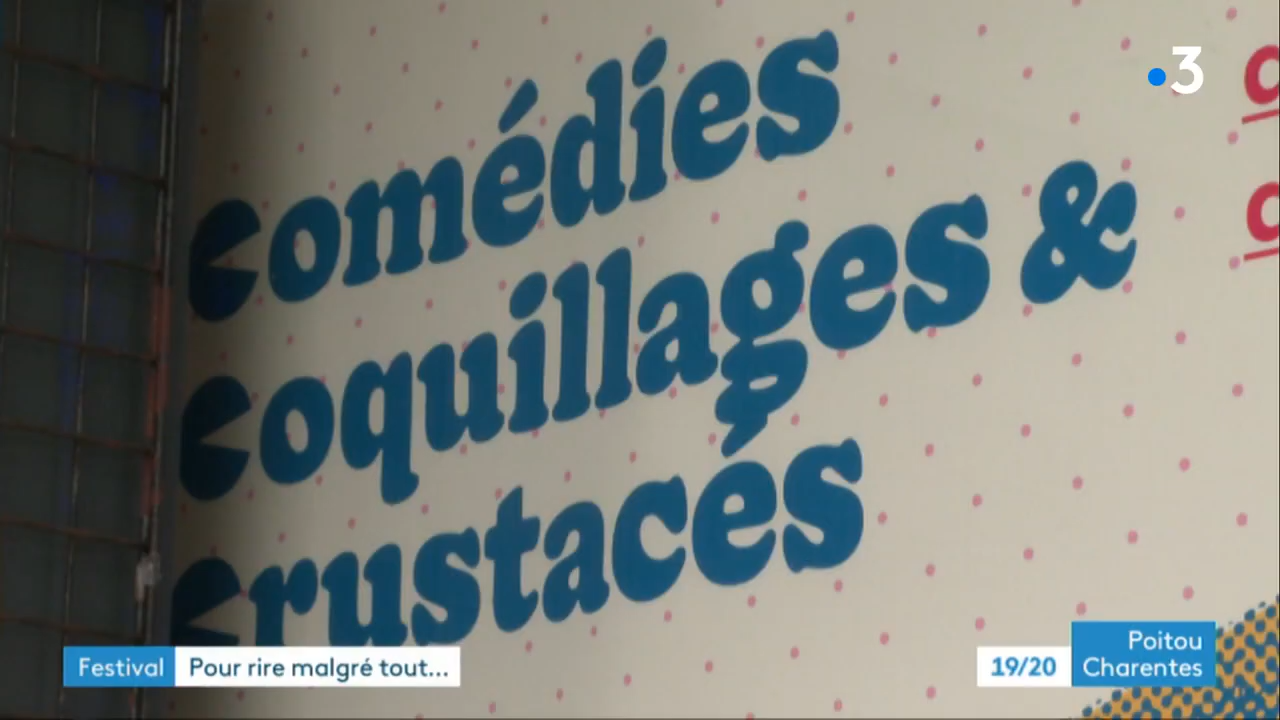 Comédies
Coquillages &
Crustacés
3
Festival
Pour rire malgré tout...
19/20
Poitou
Charentes